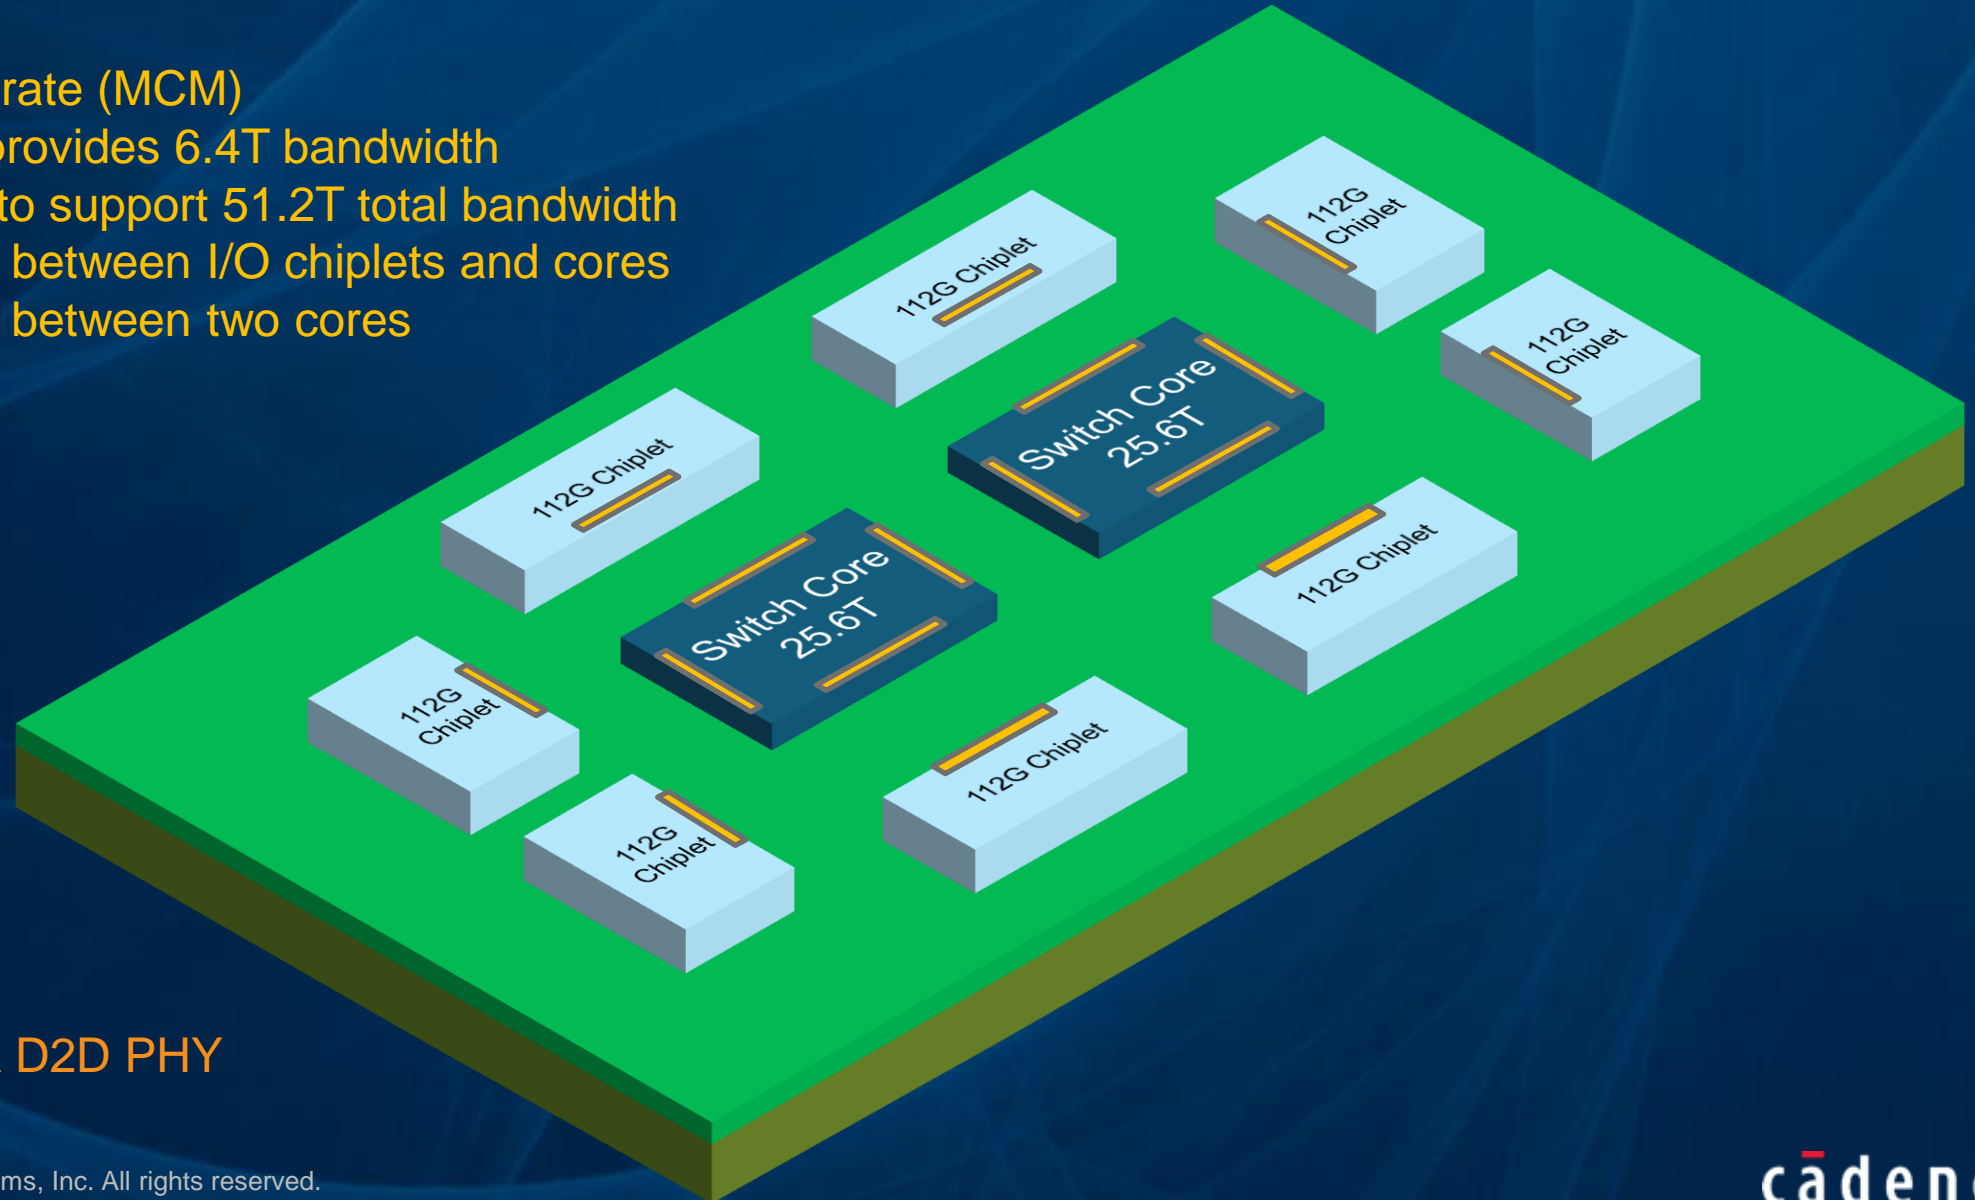 rate (MCM)
provides 6.4T bandwidth
to support 51.2T total bandwidth
between I/O chiplets and cores
between two cores
112G
Chiplet
112G Chiplet
112G
Chiplet
Switch Core
25.6T
112G Chiplet
Switch Core
25.6T
112G Chiplet
112G
Chiplet
112G Chiplet
112G
Chiplet
D2D PHY
ms, Inc. All rights reserved.
cādenc